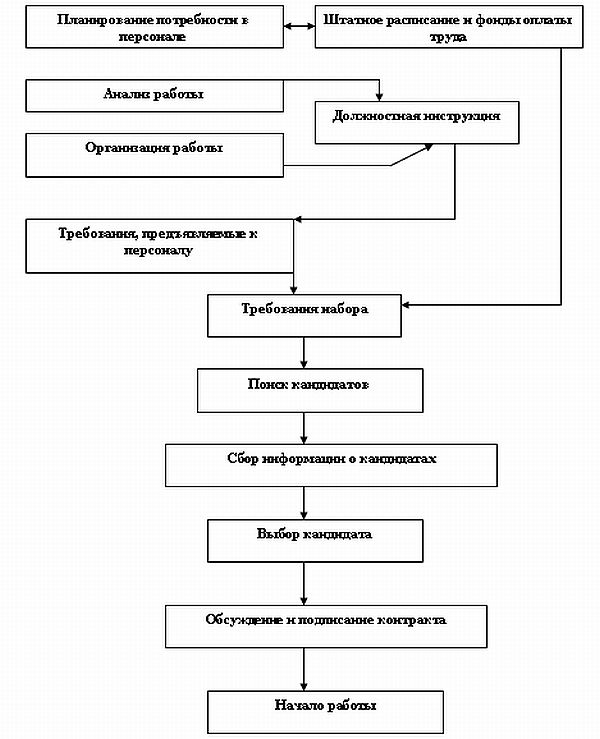 Планирование потребности в
персонале
Штатное расписание и фонды оплаты
труда
Анализ работы
Должностная инструкция
Организация работы
Требования, предъявляемые к
персоналу
Требования набора
Поиск кандидатов
Сбор информации о кандидатах
Выбор кандидата
Обсуждение и подписание контракта
Начало работы